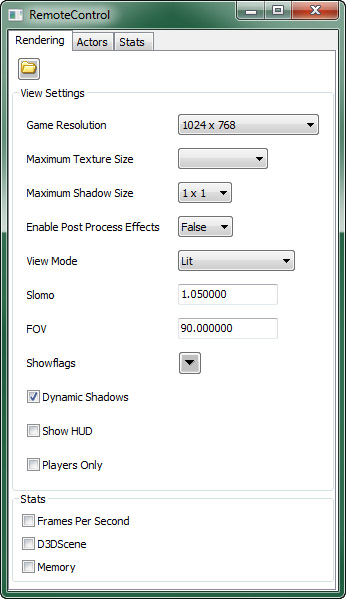 RemoteControl
Rendering Actors Stats
View Settings
Game Resolution 1024 x 768
Maximum Texture Size
Maximum Shadow Size 1 x 1
Enable Post Process Effects False
View Mode Lit
Slomo 1.050000
FOV 90.000000
Showflags
Dynamic Shadows
Show HUD
Players Only
Stats
Frames Per Second
D3DScene
Memory